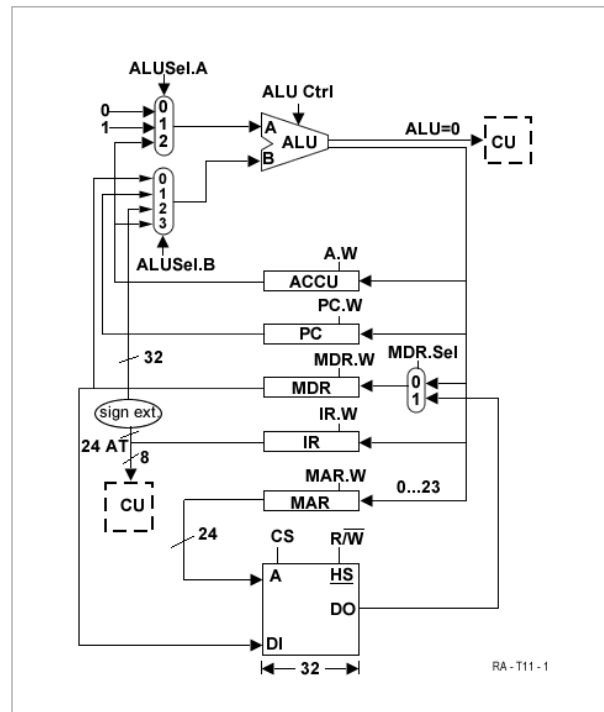 ALUSel.A
ALU Ctrl
0
1
0
1
2
A
B
ALU
ALU=0
CU
0
1
2
3
ALUSel.B
A.W
ACCU
PC.W
PC
32
MDR.W
MDR.Sel
MDR
0
1
sign ext.
IR.W
24 AT
8
IR
CU
MAR.W
MAR
0...23
24
CS
R/W
A
HS
DO
DI
32
RA - T11 - 1